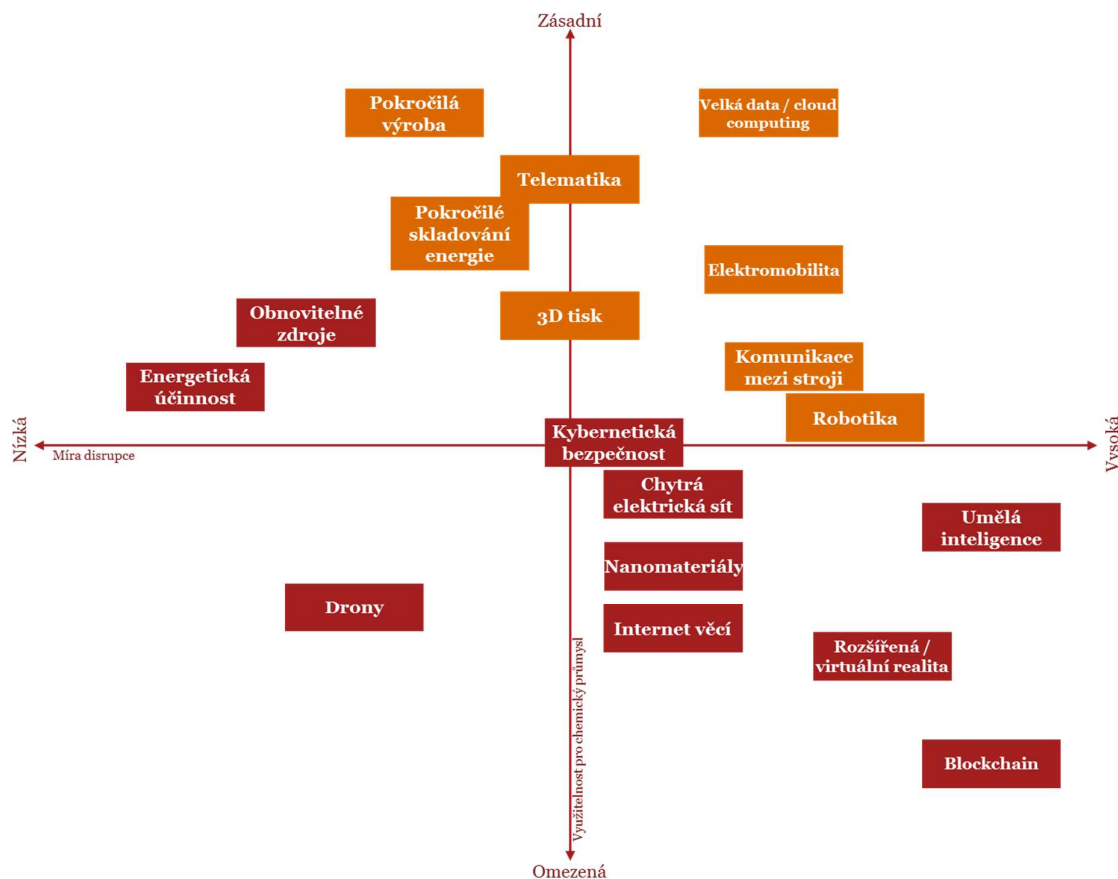 Zásadní
Pokročilá
výroba
Velká data / cloud
computing
Telematika
Pokročilé
skladování
energie
Elektromobilita
Obnovitelné
zdroje
3D tisk
Energetická
účinnost
Komunikace
mezi stroji
Robotika
Nízká
Míra disrupce
Kybernetická
bezpečnost
Vysoká
Chytrá
elektrická sít
Umělá
inteligence
Nanomateriály
Drony
Internet věcí
Rozšířená /
virtuální realita
Využitelnost pro chemický průmysl
Blockchain
Omezená